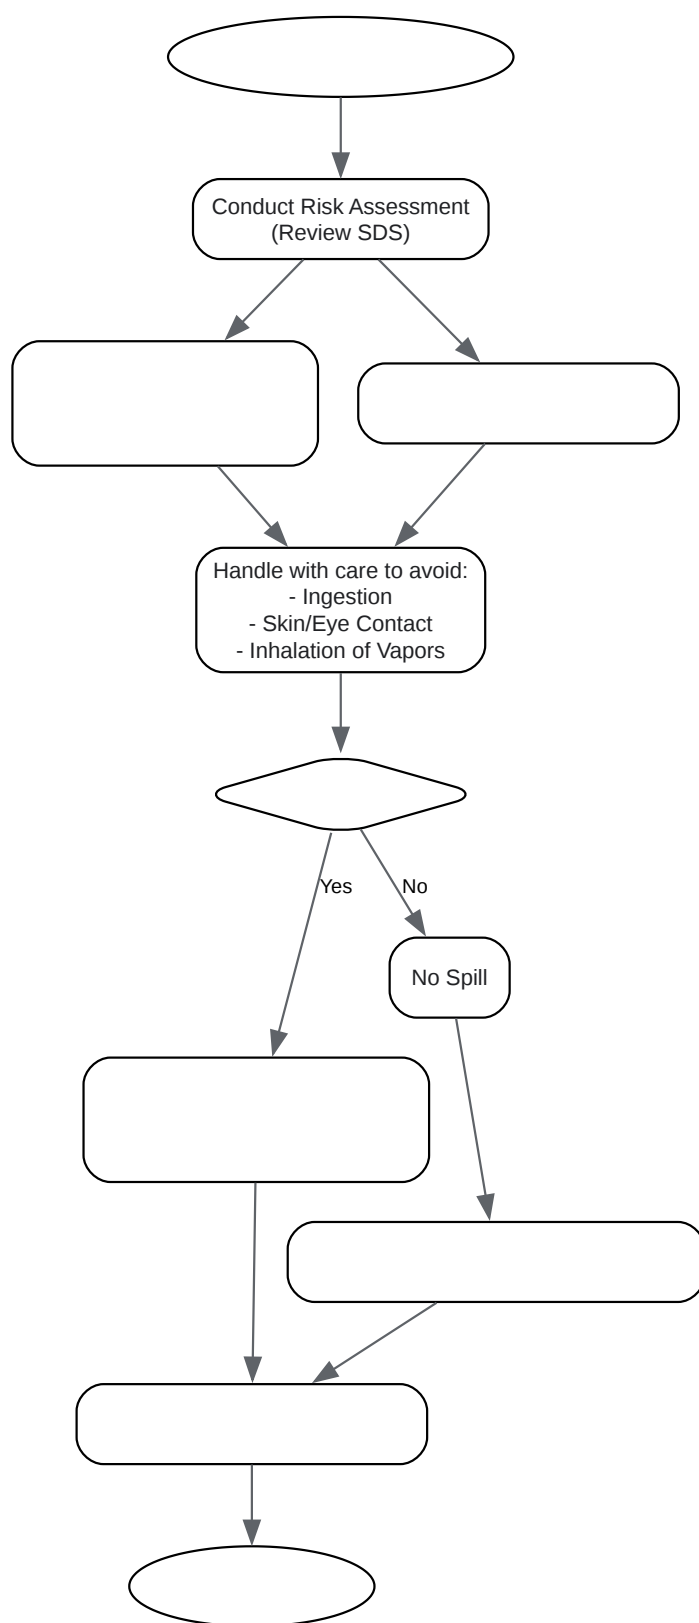 Conduct Risk Assessment
(Review SDS)
Handle with care to avoid:
- Ingestion
- Skin/Eye Contact
- Inhalation of Vapors
Yes
No
No Spill